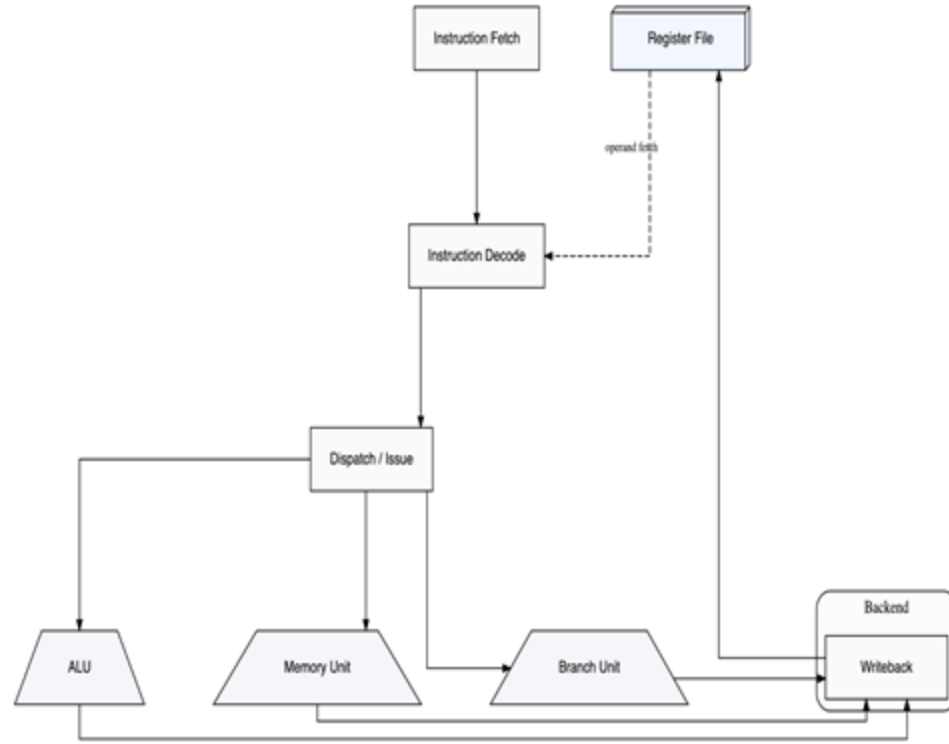 Instruction Fetch
Register File
operand fetch
Instruction Decode
Dispatch / Issue
Backend
ALU
Memory Unit
Branch Unit
Writeback